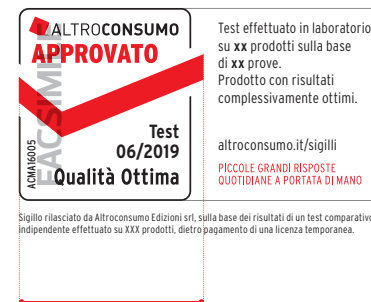 ALTROCONSUMO
APPROVATO
FACSIMILE
ACMA16005
Test
06/2019
Qualità Ottima
Test effettuato in laboratorio
su xx prodotti sulla base
di xx prove.
Prodotto con risultati
complessivamente ottimi.
altroconsumo.it/sigilli
PICCOLE GRANDI RISPOSTE
QUOTIDIANE A PORTATA DI MANO
Sigillo rilasciato da Altroconsumo Edizioni srl, sulla base dei risultati di un test comparativo
indipendente effettuato su XXX prodotti, dietro pagamento di una licenza temporanea.